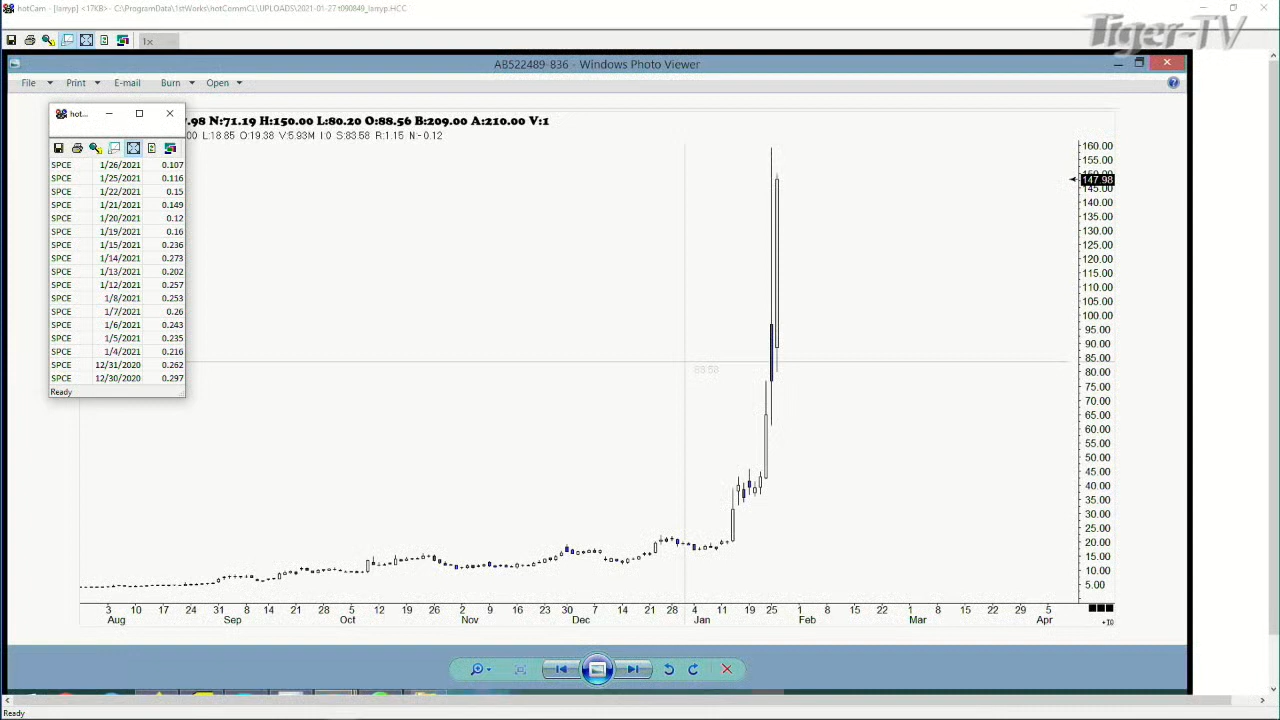 hotCam - [larryp] <17KB> - C:\ProgramData\1stWorks\hotCommCL\UPLOADS\2021-01-27 t090849_larryp.HCC
Tiger-TV
1x
AB522489-836 - Windows Photo Viewer
File Print E-mail Burn Open
hot...
7.98 N:71.19 H:150.00 L:80.20 O:88.56 B:209.00 A:210.00 V:1
00 L:18.85 O:19.38 V:5.93M I:0 S:83.58 R:1.15 N:-0.12
SPCE 1/26/2021 0.107
SPCE 1/25/2021 0.116
SPCE 1/22/2021 0.15
SPCE 1/21/2021 0.149
SPCE 1/20/2021 0.12
SPCE 1/19/2021 0.16
SPCE 1/15/2021 0.236
SPCE 1/14/2021 0.273
SPCE 1/13/2021 0.202
SPCE 1/12/2021 0.257
SPCE 1/8/2021 0.253
SPCE 1/7/2021 0.26
SPCE 1/6/2021 0.243
SPCE 1/5/2021 0.235
SPCE 1/4/2021 0.216
SPCE 12/31/2020 0.262
SPCE 12/30/2020 0.297
Ready
160.00
155.00
150.00
147.98
145.00
140.00
135.00
130.00
125.00
120.00
115.00
110.00
105.00
100.00
95.00
90.00
85.00
83.58
80.00
75.00
70.00
65.00
60.00
55.00
50.00
45.00
40.00
35.00
30.00
25.00
20.00
15.00
10.00
5.00
3 10 17 24 31 8 14 21 28 5 12 19 26 2 9 16 23 30 7 14 21 28 4 11 19 25 1 8 15 22 1 8 15 22 29 5
Aug Sep Oct Nov Dec Jan Feb Mar Apr
Ready